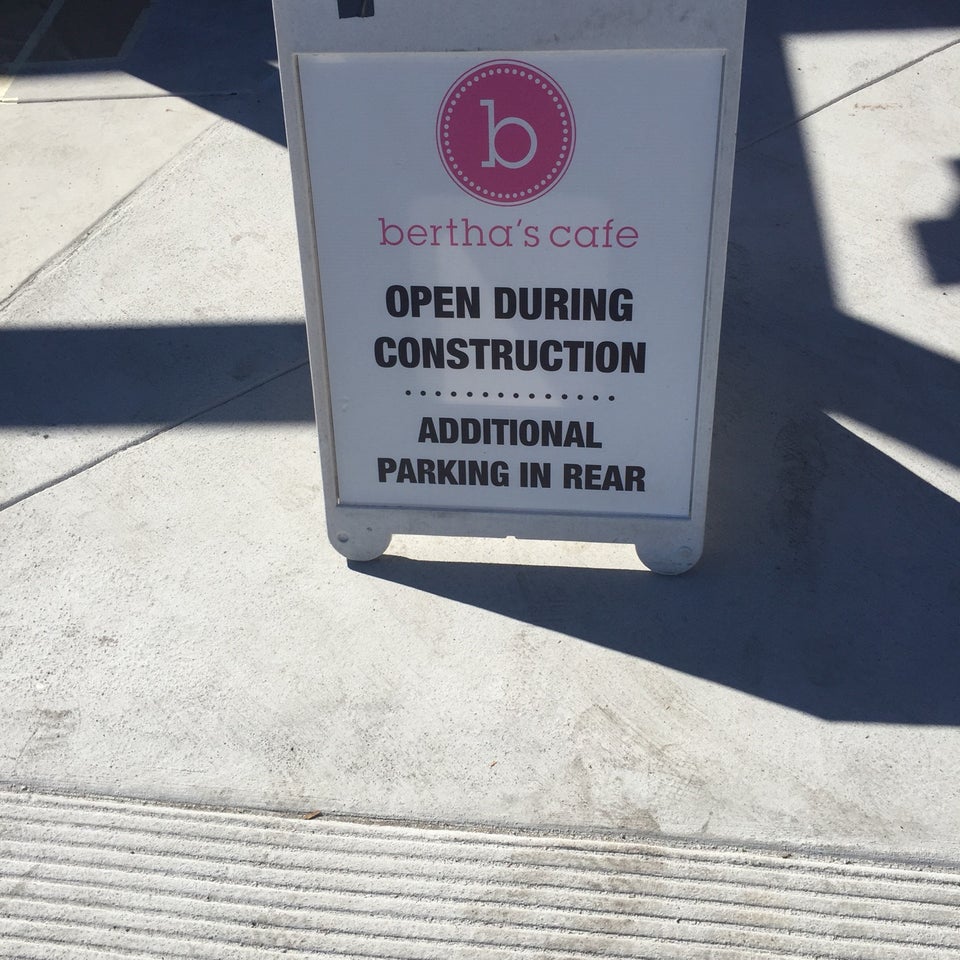 b
bertha's cafe
OPEN DURING
CONSTRUCTION
ADDITIONAL
PARKING IN REAR